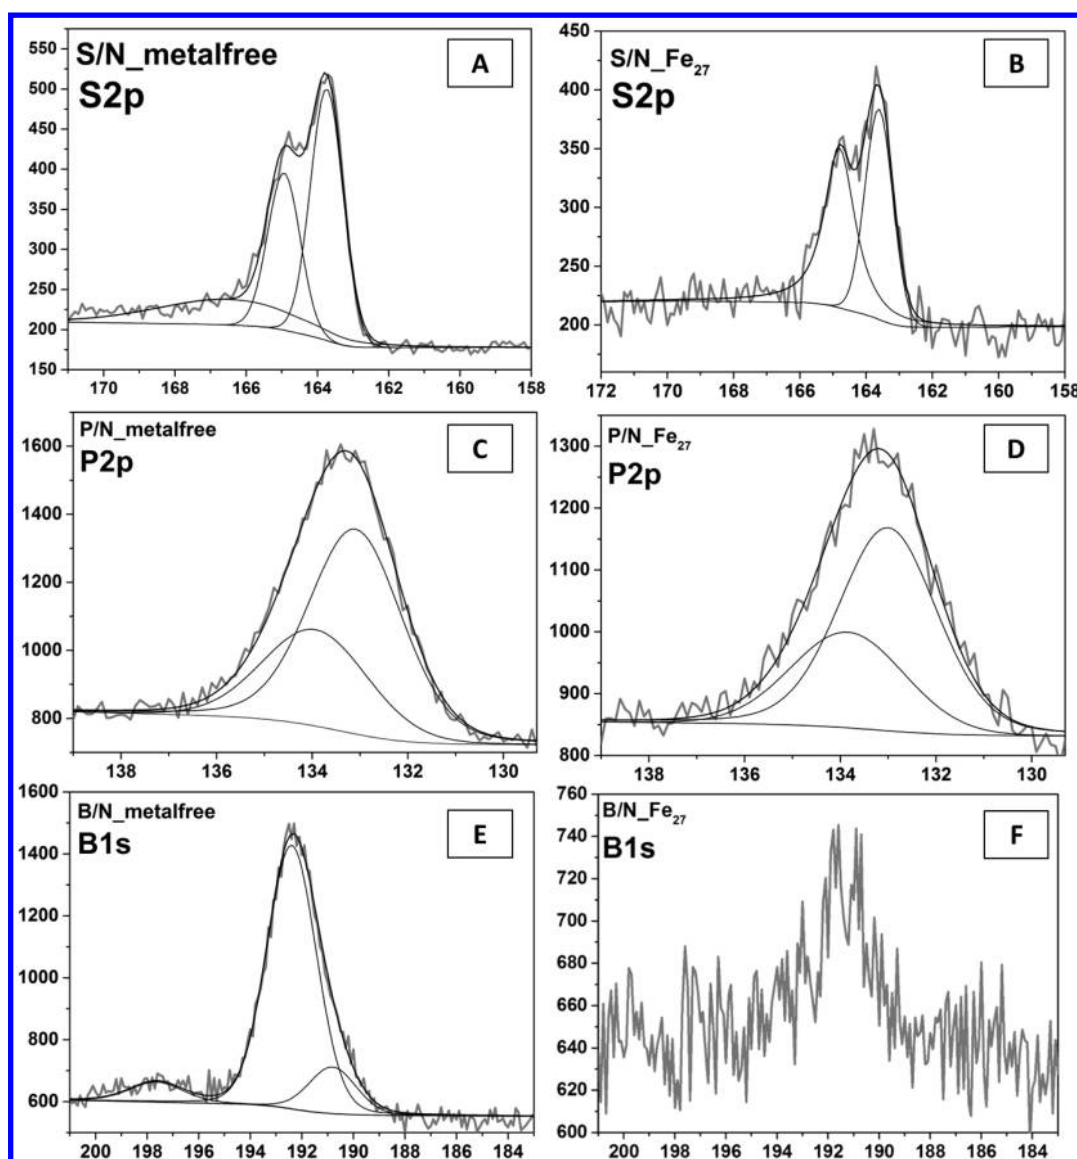 S/N_metalfree
S2p
A
550
500
450
400
350
300
250
200
150
170 168 166 164 162 160 158
S/N_Fe27
S2p
B
450
400
350
300
250
200
172 170 168 166 164 162 160 158
P/N_metalfree
P2p
C
1600
1400
1200
1000
800
138 136 134 132 130
P/N_Fe27
P2p
D
1300
1200
1100
1000
900
800
138 136 134 132 130
B/N_metalfree
B1s
E
1600
1400
1200
1000
800
600
200 198 196 194 192 190 188 186 184
B/N_Fe27
B1s
F
760
740
720
700
680
660
640
620
600
200 198 196 194 192 190 188 186 184